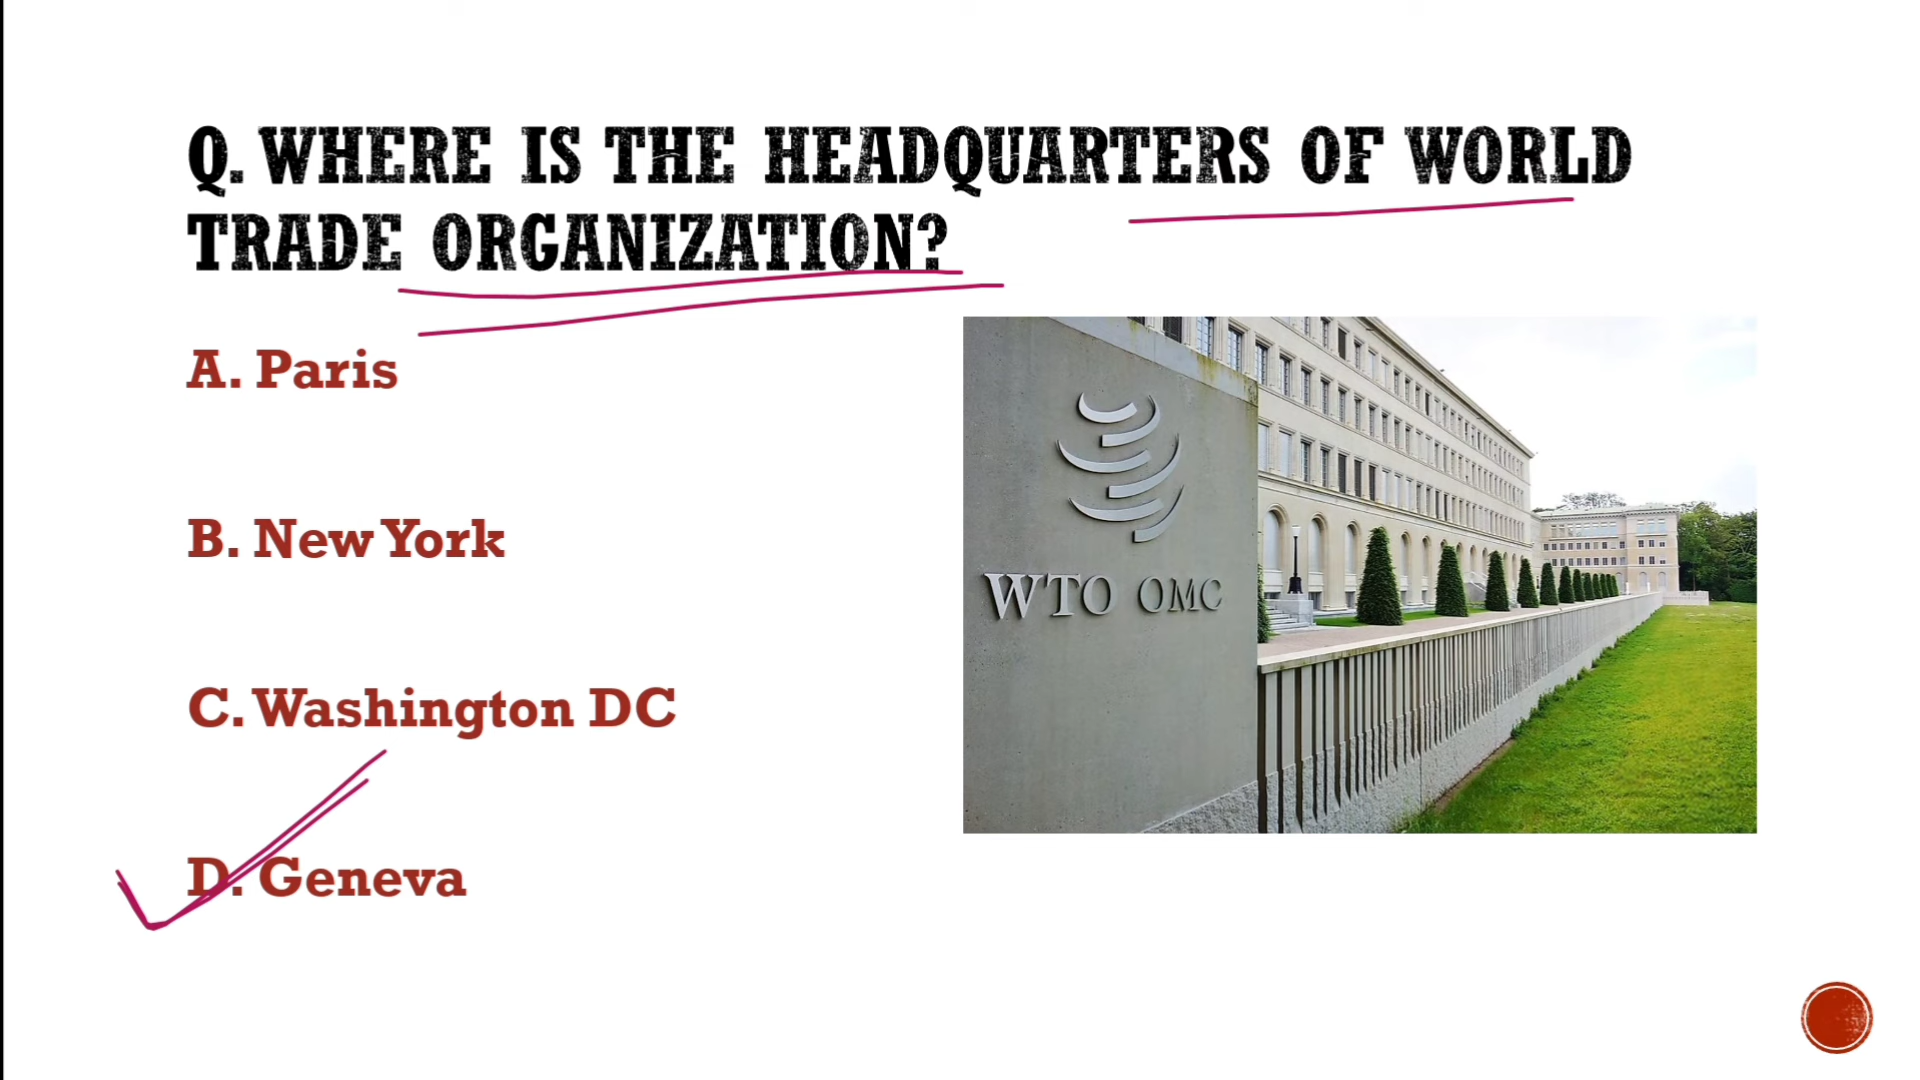 Q. WHERE IS THE HEADQUARTERS OF WORLD
TRADE ORGANIZATION?
A. Paris
B. New York
C. Washington DC
D. Geneva
WTO OMC